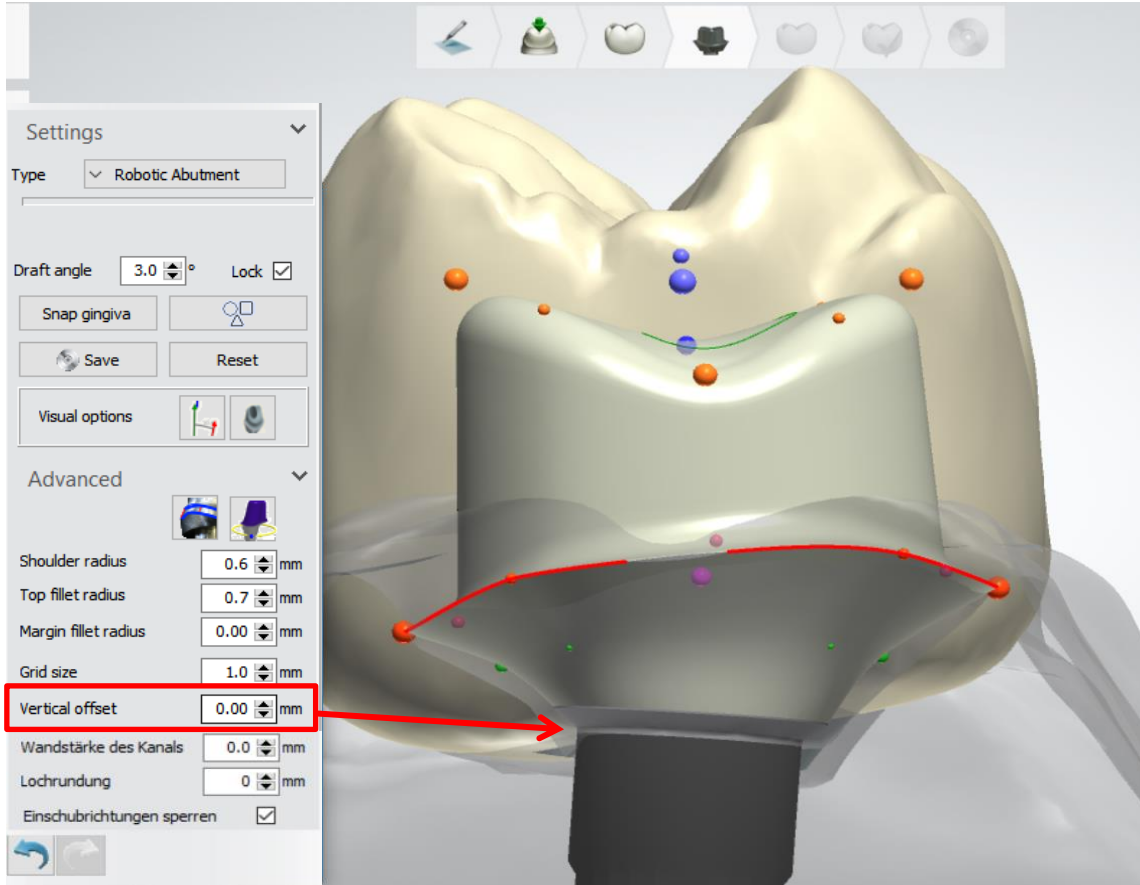 Settings
Type Robotic Abutment
Draft angle 3.0 ° Lock
Snap gingiva
Save Reset
Visual options
Advanced
Shoulder radius 0.6 mm
Top fillet radius 0.7 mm
Margin fillet radius 0.00 mm
Grid size 1.0 mm
Vertical offset 0.00 mm
Wandstärke des Kanals 0.0 mm
Lochrundung 0 mm
Einschubrichtungen sperren